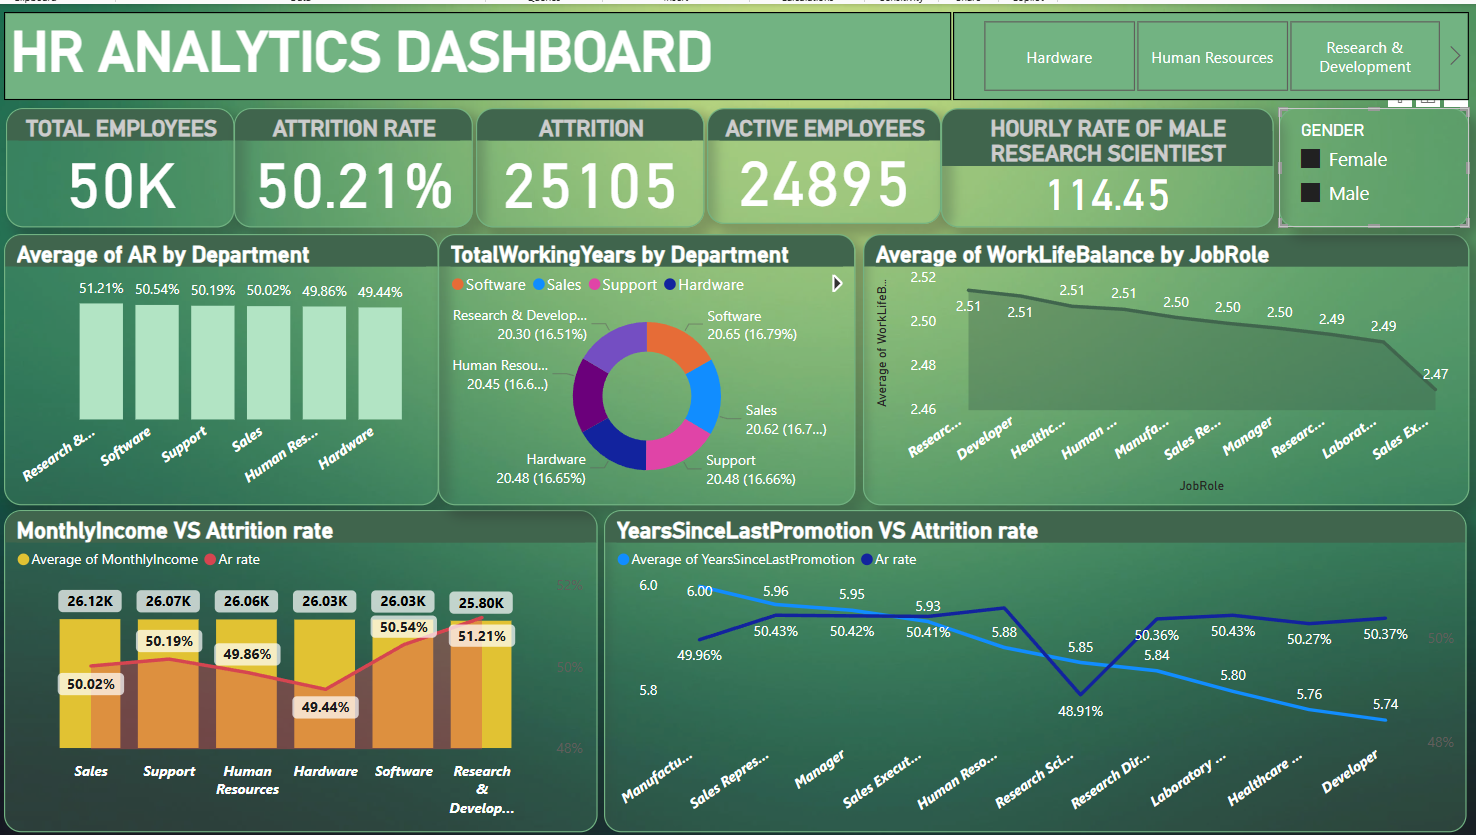 HR ANALYTICS DASHBOARD
Hardware
Human Resources
Research &
Development
TOTAL EMPLOYEES
50K
ATTRITION RATE
50.21%
ATTRITION
25105
ACTIVE EMPLOYEES
24895
HOURLY RATE OF MALE
RESEARCH SCIENTIEST
114.45
GENDER
Female
Male
Average of AR by Department
51.21%
50.54%
50.19%
50.02%
49.86%
49.44%
Research &...
Software
Support
Sales
Human Res...
Hardware
TotalWorkingYears by Department
Software
Sales
Support
Hardware
Research & Develop...
20.30 (16.51%)
Software
20.65 (16.79%)
Human Resou...
20.45 (16.6...)
Sales
20.62 (16.7...)
Hardware
20.48 (16.65%)
Support
20.48 (16.66%)
Average of WorkLifeBalance by JobRole
Average of WorkLifeB...
2.52
2.50
2.48
2.46
2.51
2.51
2.51
2.51
2.50
2.50
2.50
2.49
2.49
2.47
Researc...
Developer
Healthc...
Human ...
Manufa...
Sales Re...
Manager
Researc...
Laborat...
Sales Ex...
JobRole
MonthlyIncome VS Attrition rate
Average of MonthlyIncome
Ar rate
26.12K
26.07K
26.06K
26.03K
26.03K
25.80K
50.02%
50.19%
49.86%
49.44%
50.54%
51.21%
52%
50%
48%
Sales
Support
Human
Resources
Hardware
Software
Research
&
Develop...
YearsSinceLastPromotion VS Attrition rate
Average of YearsSinceLastPromotion
Ar rate
6.0
5.8
6.00
5.96
5.95
5.93
5.88
5.85
5.84
5.80
5.76
5.74
49.96%
50.43%
50.42%
50.41%
48.91%
50.36%
50.43%
50.27%
50.37%
50%
48%
Manufactu...
Sales Repres...
Manager
Sales Execut...
Human Reso...
Research Sci...
Research Dir...
Laboratory ...
Healthcare ...
Developer